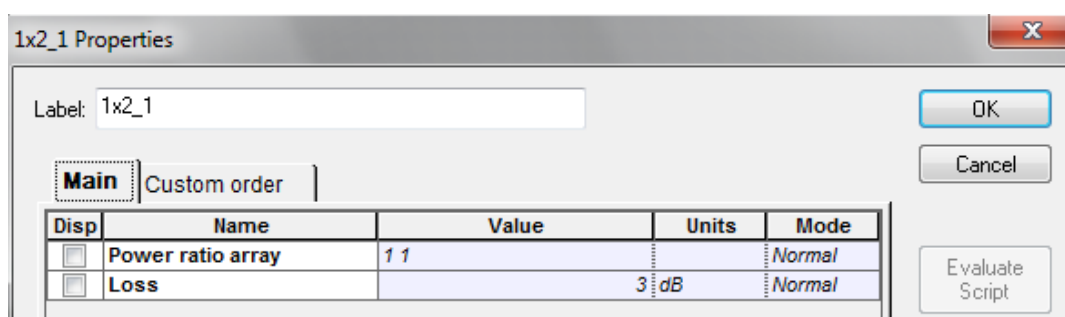 1x2_1 Properties
x
Label: 1x2_1
OK
Cancel
Main Custom order
Disp Name Value Units Mode
Power ratio array 1 1 Normal
Loss 3 dB Normal
Evaluate
Script